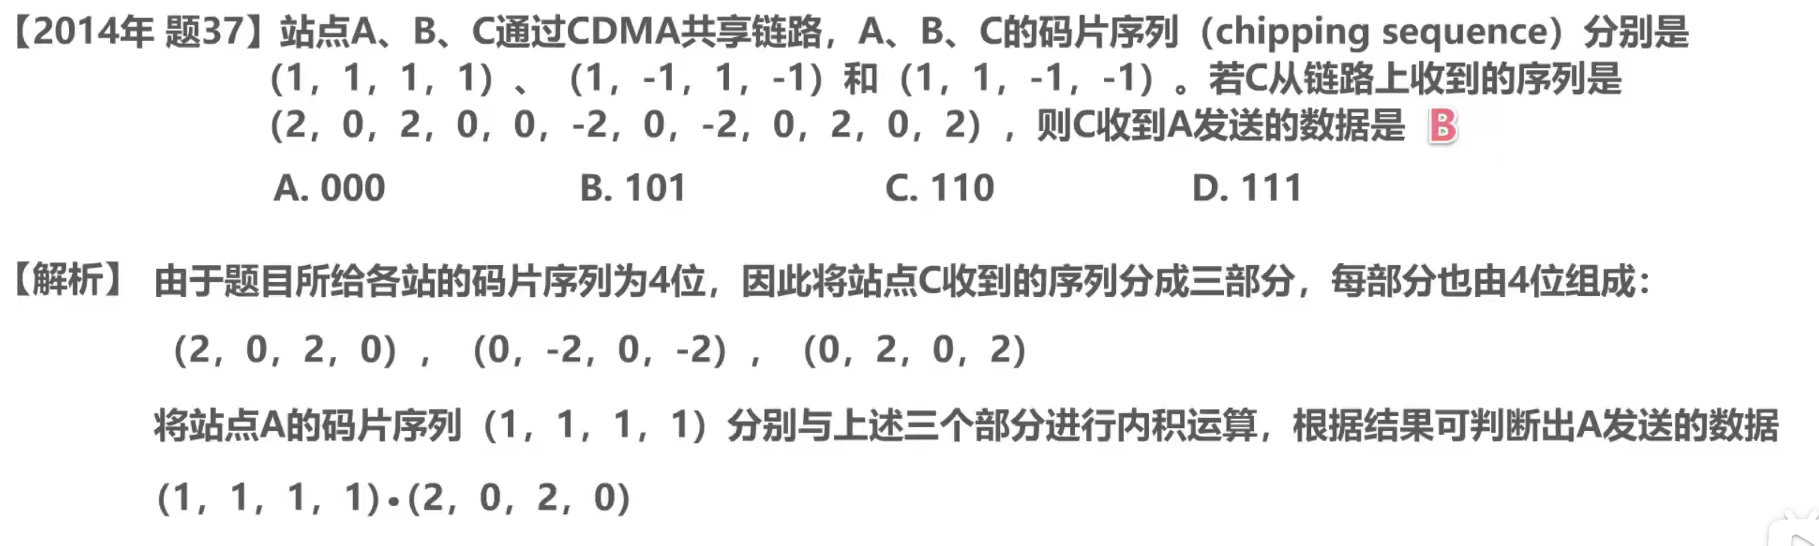 【2014年 题37】站点A、B、C通过CDMA共享链路，A、B、C的码片序列（chipping sequence）分别是
（1，1，1，1）、（1，-1，1，-1）和（1，1，-1，-1）。若C从链路上收到的序列是
（2，0，2，0，0，-2，0，-2，0，2，0，2），则C收到A发送的数据是 B
A. 000 B. 101 C. 110 D. 111
【解析】 由于题目所给各站的码片序列为4位，因此将站点C收到的序列分成三部分，每部分也由4位组成：
（2，0，2，0），（0，-2，0，-2），（0，2，0，2）
将站点A的码片序列（1，1，1，1）分别与上述三个部分进行内积运算，根据结果可判断出A发送的数据
(1，1，1，1)•(2，0，2，0)